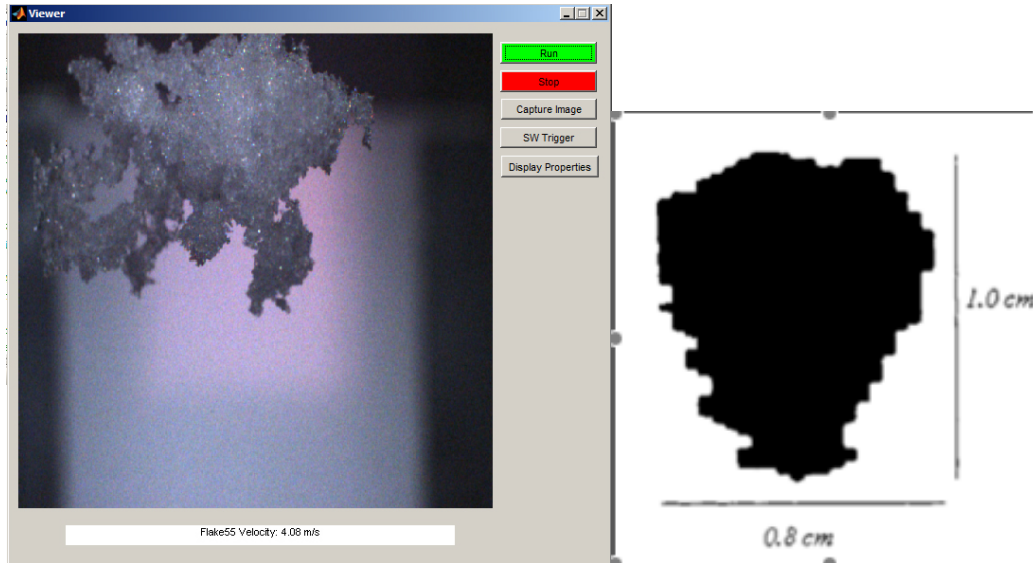 Viewer
Run
Stop
Capture Image
SW Trigger
Display Properties
Flake55 Velocity: 4.08 m/s
1.0 cm
0.8 cm